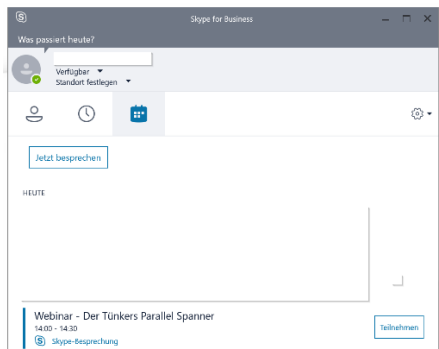 Skype for Business
Was passiert heute?
Verfügbar
Standort festlegen
Jetzt besprechen
HEUTE
Webinar - Der Tünkers Parallel Spanner
14:00 - 14:30
Teilnehmen
Skype-Besprechung